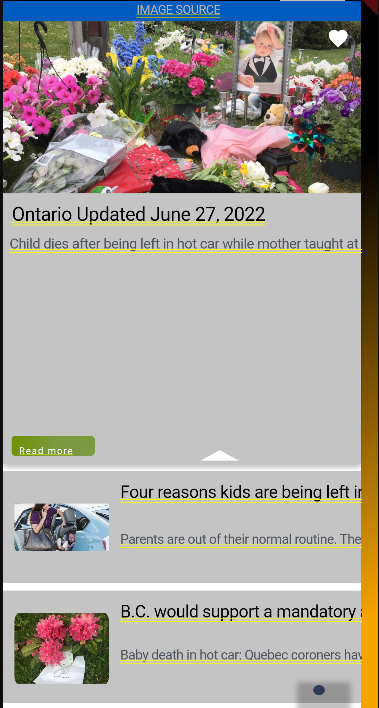 IMAGE SOURCE
Ontario Updated June 27, 2022
Child dies after being left in hot car while mother taught at
Read more
Four reasons kids are being left in
Parents are out of their normal routine. The
B.C. would support a mandatory
Baby death in hot car: Quebec coroners hav